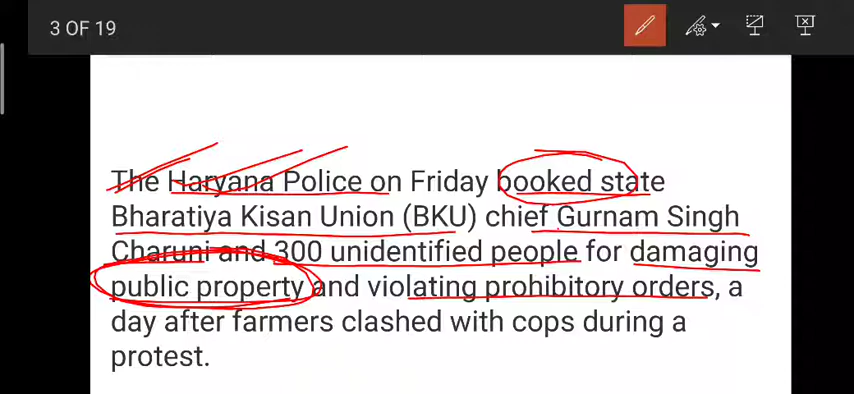 3 OF 19
The Haryana Police on Friday booked state
Bharatiya Kisan Union (BKU) chief Gurnam Singh
Charuni and 300 unidentified people for damaging
public property and violating prohibitory orders, a
day after farmers clashed with cops during a
protest.